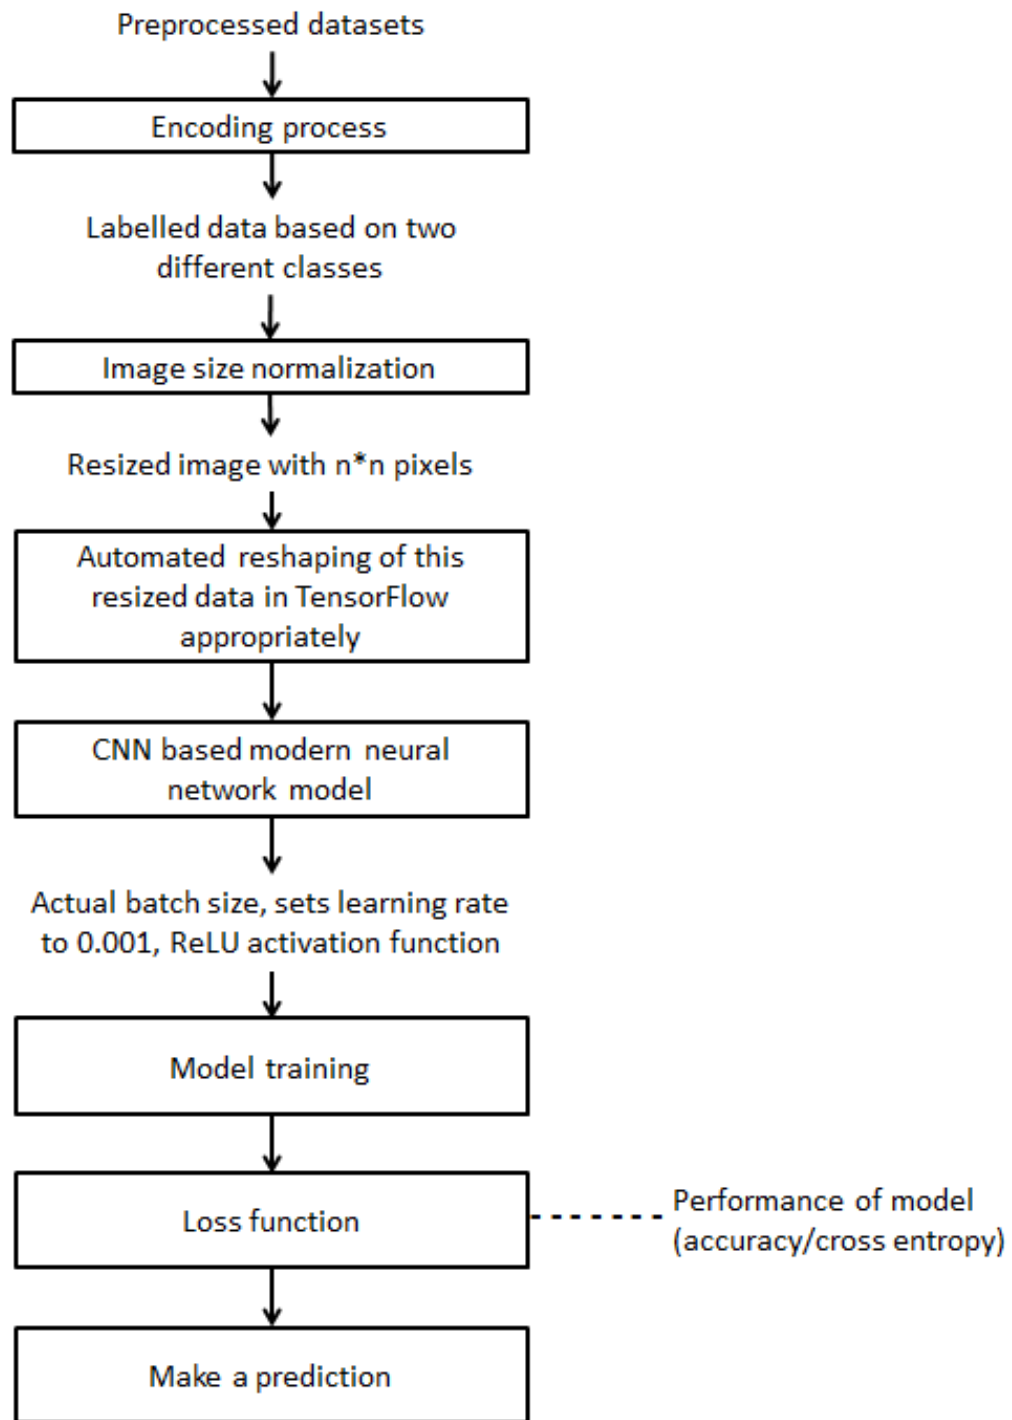 Preprocessed datasets
Encoding process
Labelled data based on two
different classes
Image size normalization
Resized image with n*n pixels
Automated reshaping of this
resized data in TensorFlow
appropriately
CNN based modern neural
network model
Actual batch size, sets learning rate
to 0.001, ReLU activation function
Model training
Loss function
Performance of model
(accuracy/cross entropy)
Make a prediction